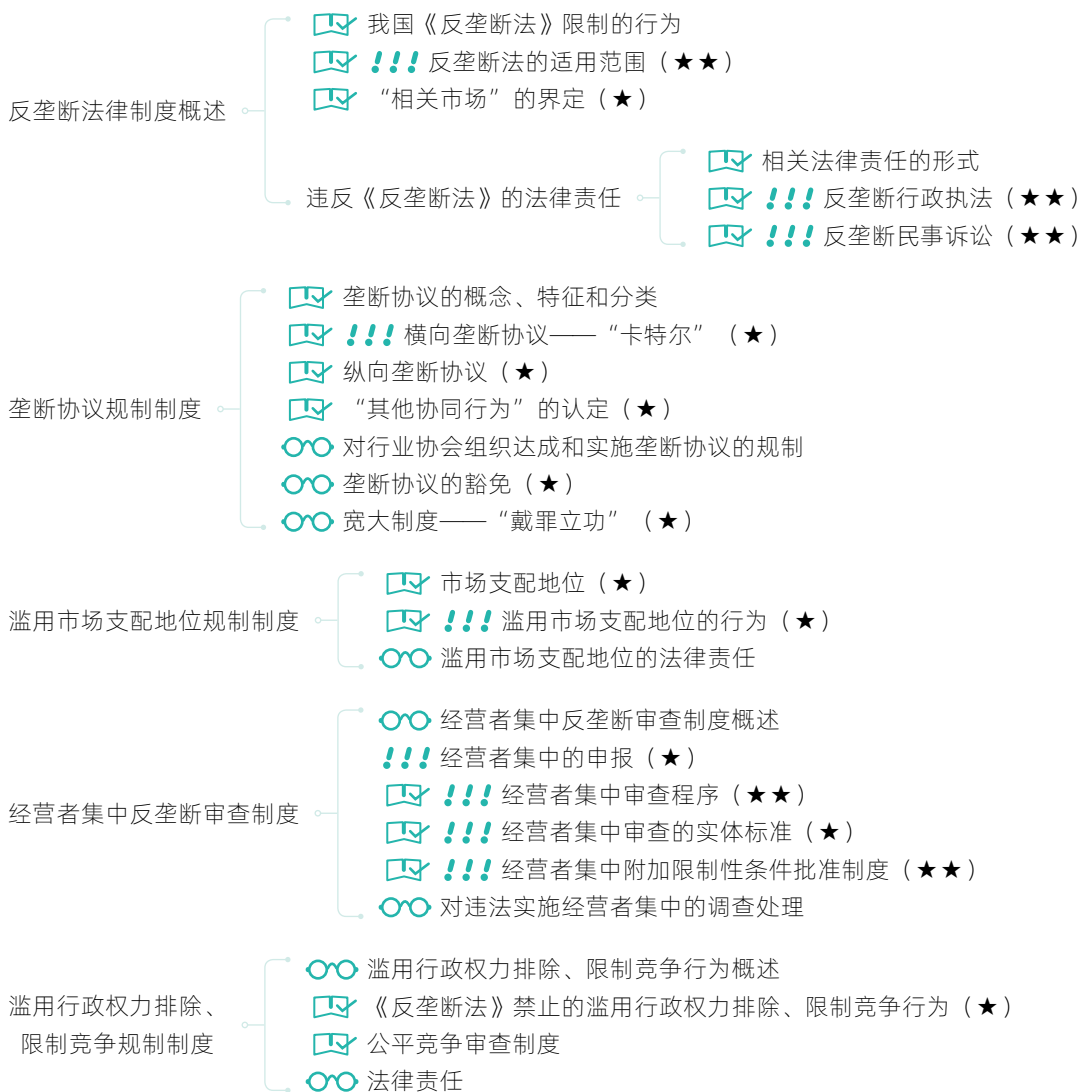 反垄断法律制度概述
我国《反垄断法》限制的行为
!!! 反垄断法的适用范围（★★）
“相关市场”的界定（★）
违反《反垄断法》的法律责任
相关法律责任的形式
!!! 反垄断行政执法（★★）
!!! 反垄断民事诉讼（★★）
垄断协议规制制度
垄断协议的概念、特征和分类
!!! 横向垄断协议——“卡特尔”（★）
纵向垄断协议（★）
“其他协同行为”的认定（★）
对行业协会组织达成和实施垄断协议的规制
垄断协议的豁免（★）
宽大制度——“戴罪立功”（★）
滥用市场支配地位规制制度
市场支配地位（★）
!!! 滥用市场支配地位的行为（★）
滥用市场支配地位的法律责任
经营者集中反垄断审查制度
经营者集中反垄断审查制度概述
!!! 经营者集中的申报（★）
!!! 经营者集中审查程序（★★）
!!! 经营者集中审查的实体标准（★）
!!! 经营者集中附加限制性条件批准制度（★★）
对违法实施经营者集中的调查处理
滥用行政权力排除、
限制竞争规制制度
滥用行政权力排除、限制竞争行为概述
《反垄断法》禁止的滥用行政权力排除、限制竞争行为（★）
公平竞争审查制度
法律责任